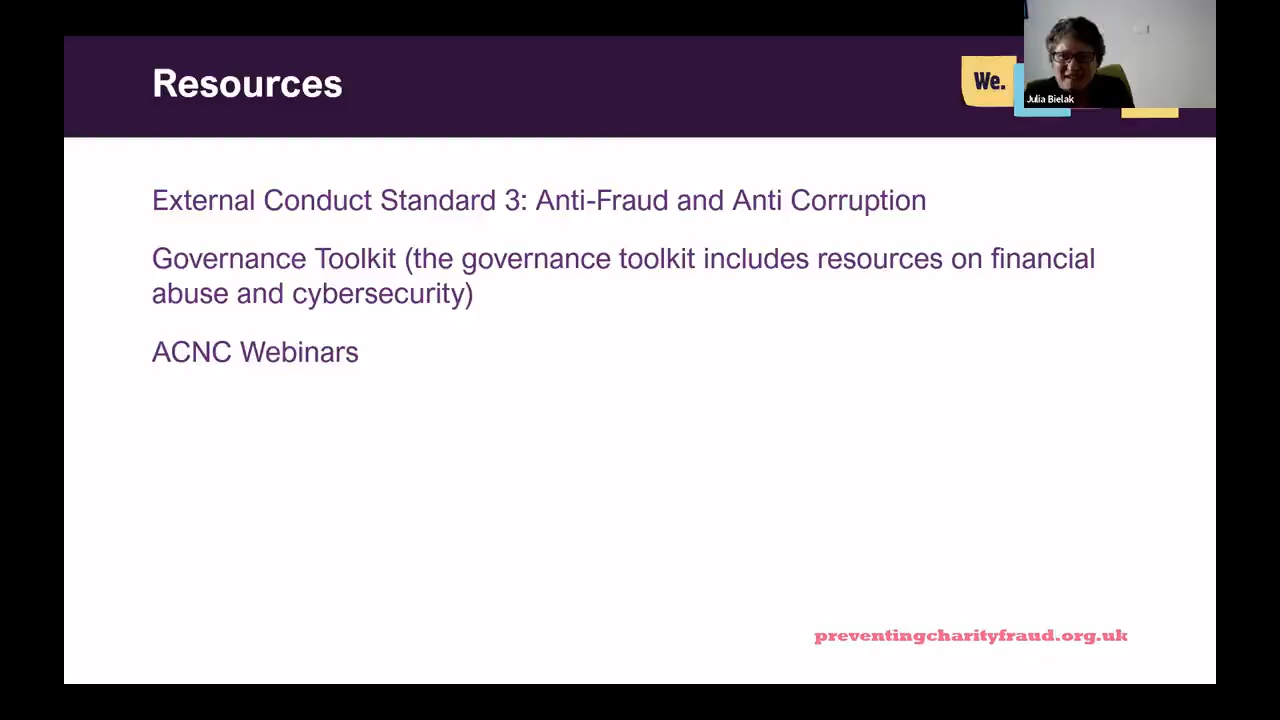 Resources
We.
Julia Bielak
External Conduct Standard 3: Anti-Fraud and Anti Corruption
Governance Toolkit (the governance toolkit includes resources on financial
abuse and cybersecurity)
ACNC Webinars
preventingcharityfraud.org.uk